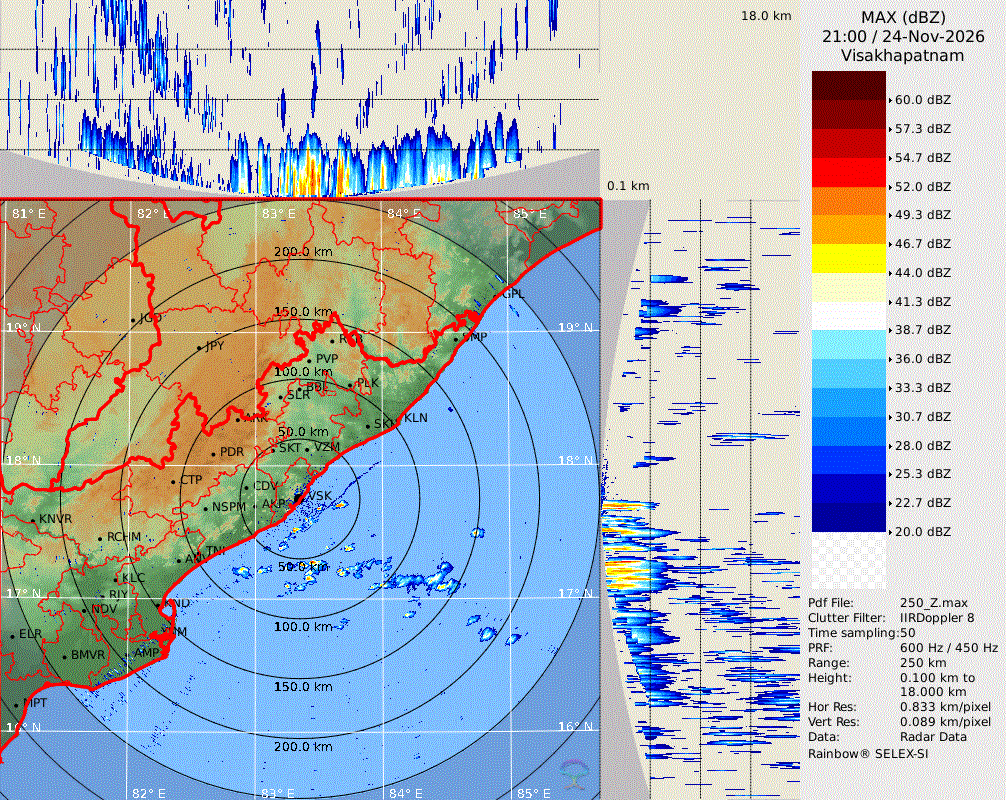 18.0 km
MAX (dBZ)
21:00 / 24-Nov-2026
Visakhapatnam
60.0 dBZ
57.3 dBZ
54.7 dBZ
52.0 dBZ
49.3 dBZ
46.7 dBZ
44.0 dBZ
41.3 dBZ
38.7 dBZ
36.0 dBZ
33.3 dBZ
30.7 dBZ
28.0 dBZ
25.3 dBZ
22.7 dBZ
20.0 dBZ
0.1 km
81° E
82° E
83° E
84° E
85° E
200.0 km
GPL
150.0 km
JGD
19° N
19° N
JPY
RGB
PVP
100.0 km
BBL
PLK
SLR
ARK
KLN
50.0 km
PDR
SKT
VZM
18° N
18° N
CTP
CDV
VSK
NSPM
KNVR
RCHM
TNI
50.0 km
KLC
17° N
17° N
RJY
KND
NDV
100.0 km
ELR
BMVR
AMP
150.0 km
MPT
16° N
16° N
200.0 km
82° E
83° E
84° E
85° E
Pdf File: 250_Z.max
Clutter Filter: IIRDoppler 8
Time sampling:50
PRF: 600 Hz / 450 Hz
Range: 250 km
Height: 0.100 km to
18.000 km
Hor Res: 0.833 km/pixel
Vert Res: 0.089 km/pixel
Data: Radar Data
Rainbow® SELEX-SI